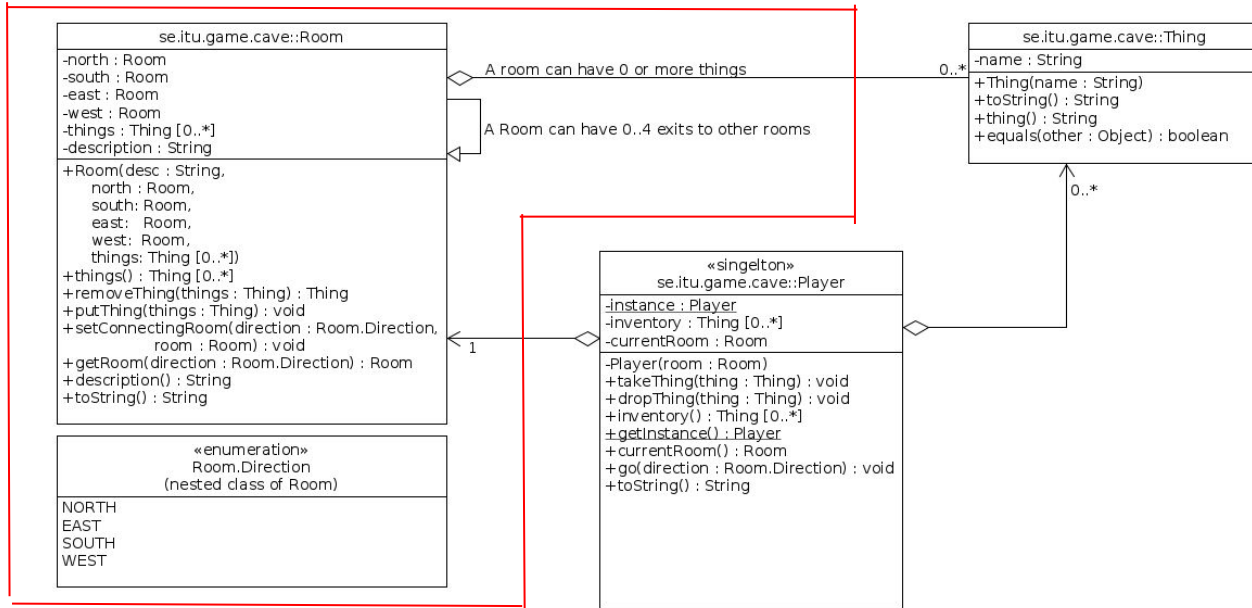 se.itu.game.cave::Room
-north : Room
-south : Room
-east : Room
-west : Room
-things : Thing [0..*]
-description : String
+Room(desc : String,
north : Room,
south: Room,
east: Room,
west: Room,
things: Thing [0..*])
+things() : Thing [0..*]
+removeThing(things : Thing) : Thing
+putThing(things : Thing) : void
+setConnectingRoom(direction : Room.Direction,
room : Room) : void
+getRoom(direction : Room.Direction) : Room
+description() : String
+toString() : String
A room can have 0 or more things
0..*
A Room can have 0..4 exits to other rooms
se.itu.game.cave::Thing
-name : String
+Thing(name : String)
+toString() : String
+thing() : String
+equals(other : Object) : boolean
0..*
1
«singelton»
se.itu.game.cave::Player
-instance : Player
-inventory : Thing [0..*]
-currentRoom : Room
-Player(room : Room)
+takeThing(thing : Thing) : void
+dropThing(thing : Thing) : void
+inventory() : Thing [0..*]
+getInstance() : Player
+currentRoom() : Room
+go(direction : Room.Direction) : void
+toString() : String
«enumeration»
Room.Direction
(nested class of Room)
NORTH
EAST
SOUTH
WEST